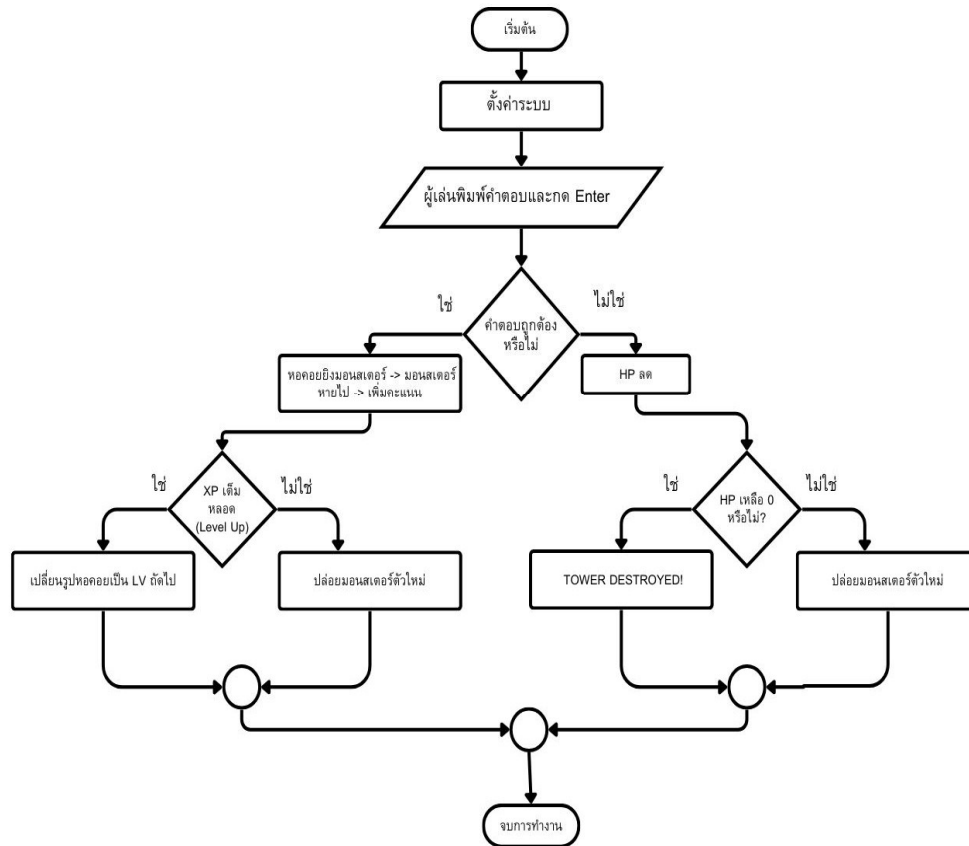 เริ่มต้น
ตั้งค่าระบบ
ผู้เล่นพิมพ์คำตอบและกด Enter
ใช่
ไม่ใช่
คำตอบถูกต้อง
หรือไม่
หอคอยยิงมอนสเตอร์ -> มอนสเตอร์
หายไป -> เพิ่มคะแนน
HP ลด
ใช่
XP เต็ม
หลอด
(Level Up)
ไม่ใช่
ใช่
HP เหลือ 0
หรือไม่?
ไม่ใช่
เปลี่ยนรูปหอคอยเป็น LV ถัดไป
ปล่อยมอนสเตอร์ตัวใหม่
TOWER DESTROYED!
ปล่อยมอนสเตอร์ตัวใหม่
จบการทำงาน